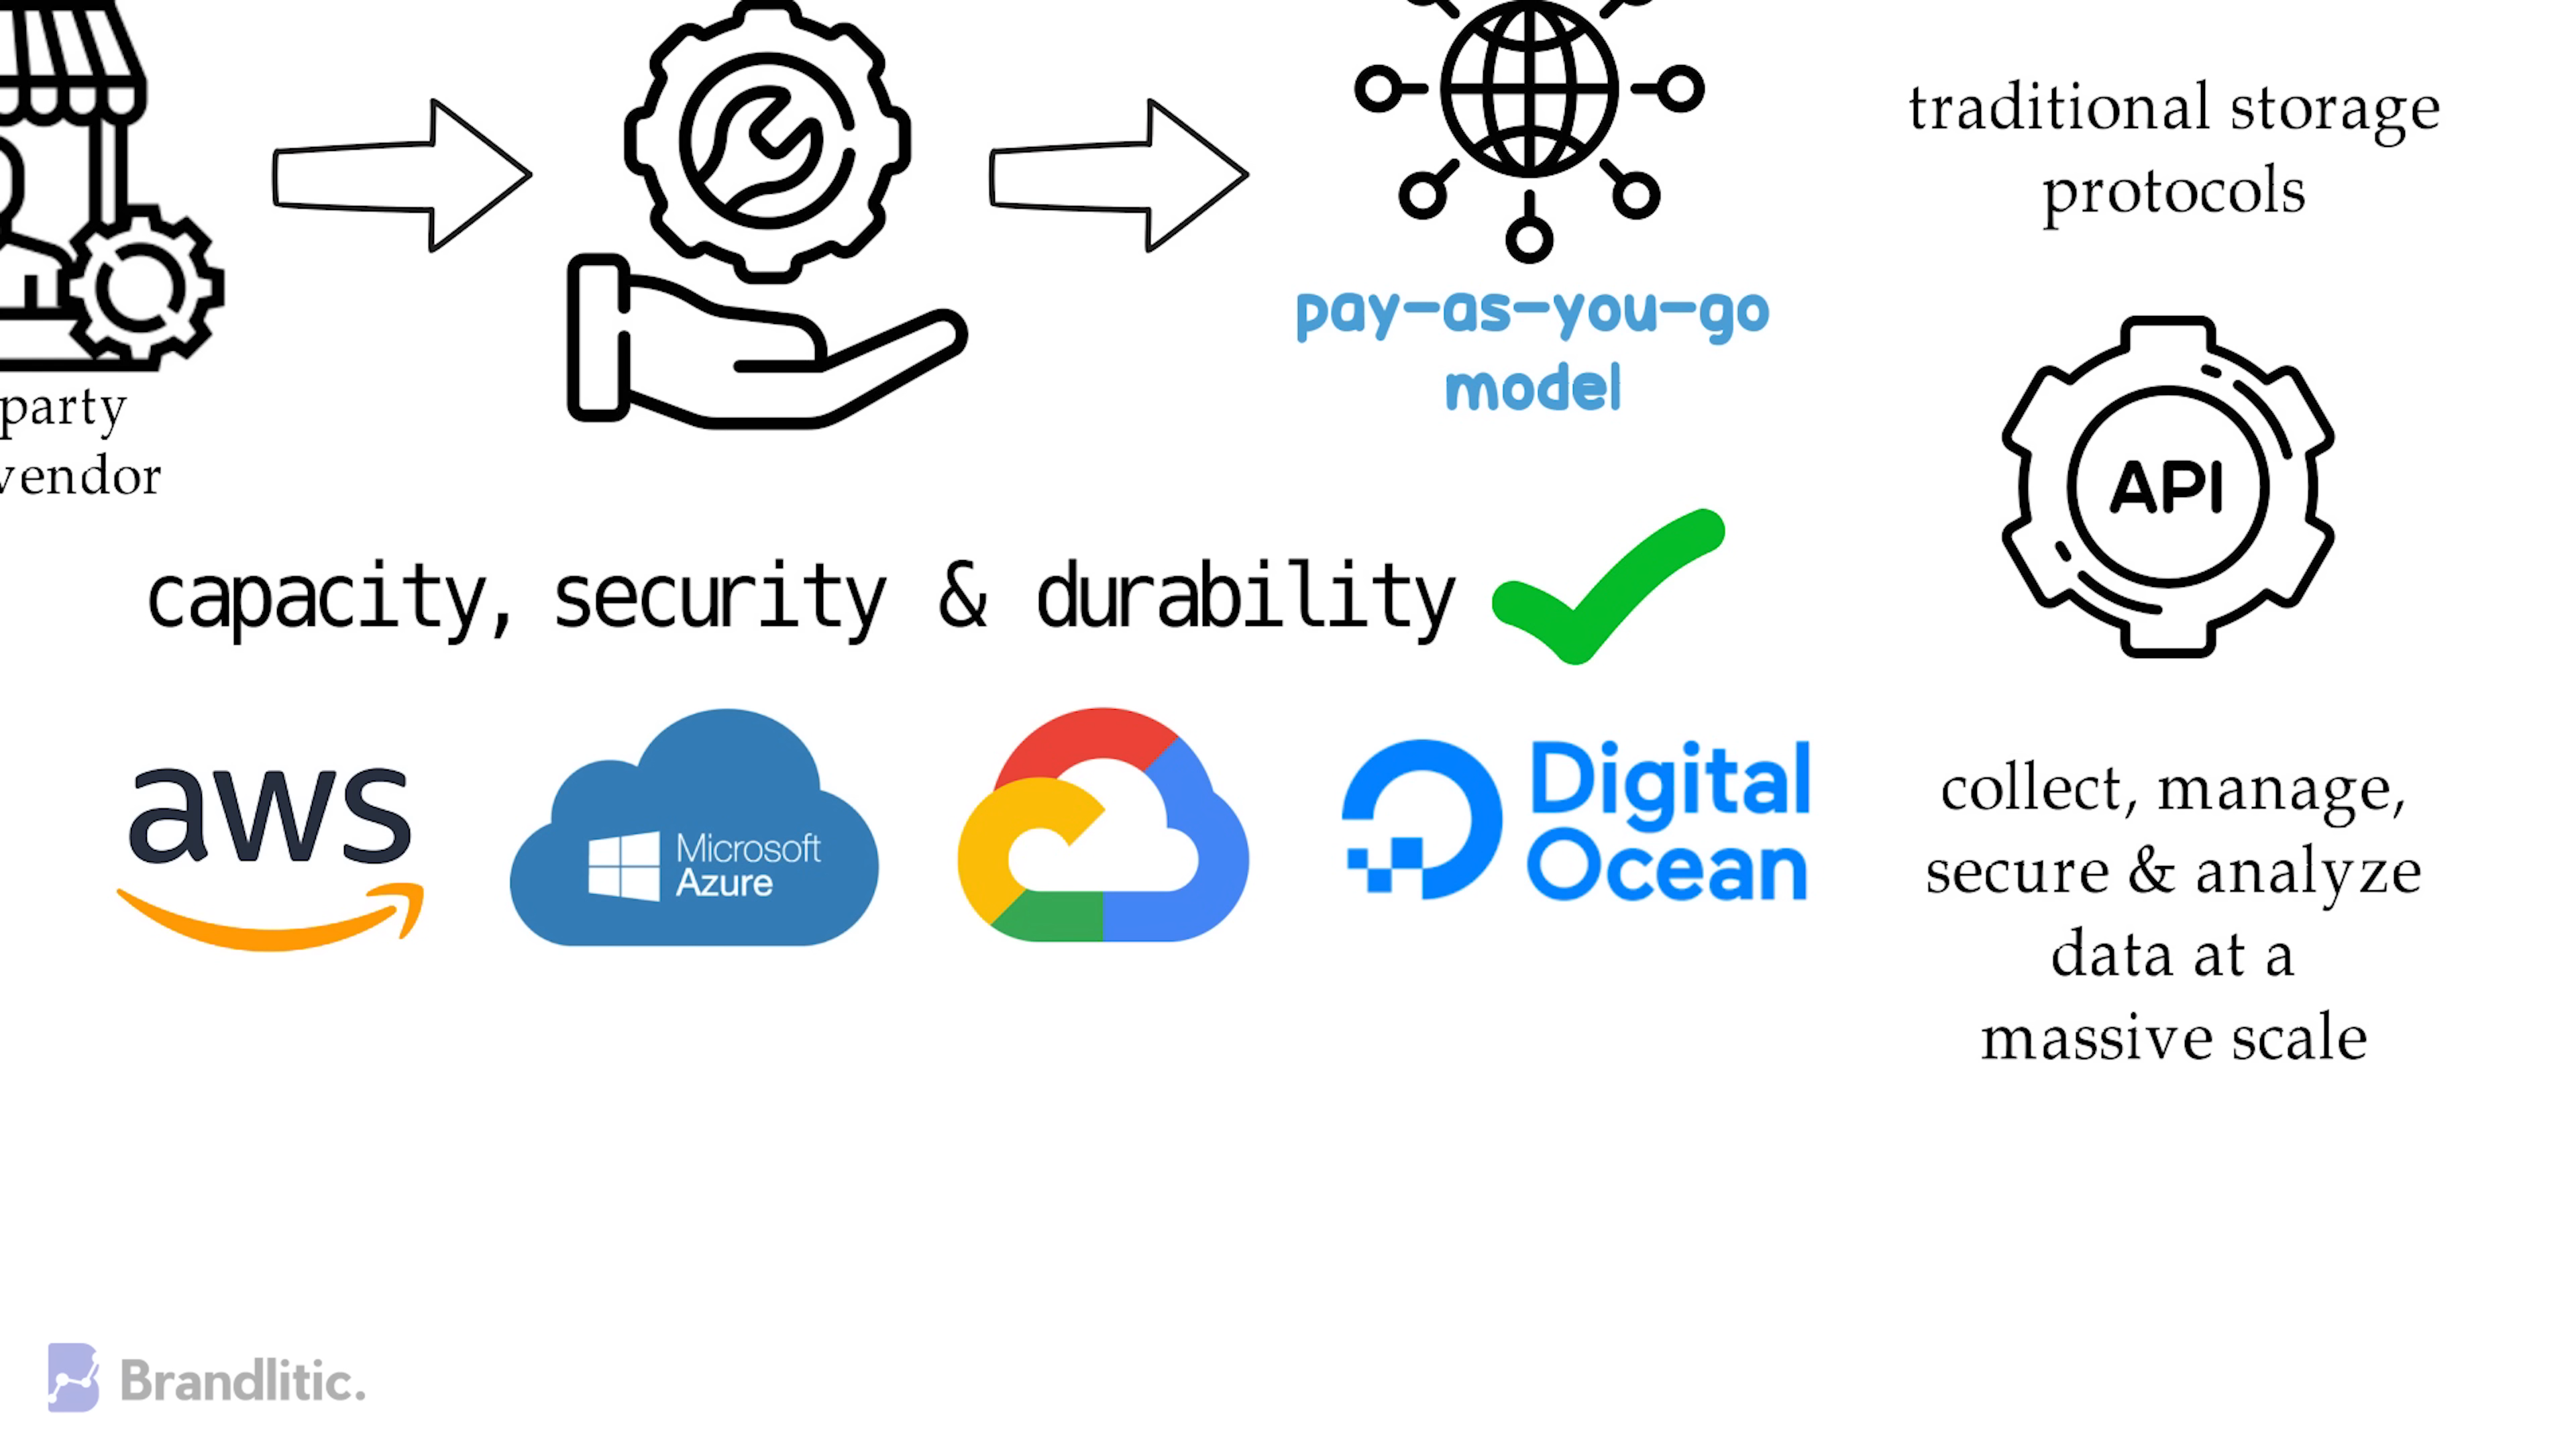 party
vendor
pay-as-you-go
model
capacity, security & durability
aws
Microsoft
Azure
Digital
Ocean
traditional storage
protocols
API
collect, manage,
secure & analyze
data at a
massive scale
Brandlitic.